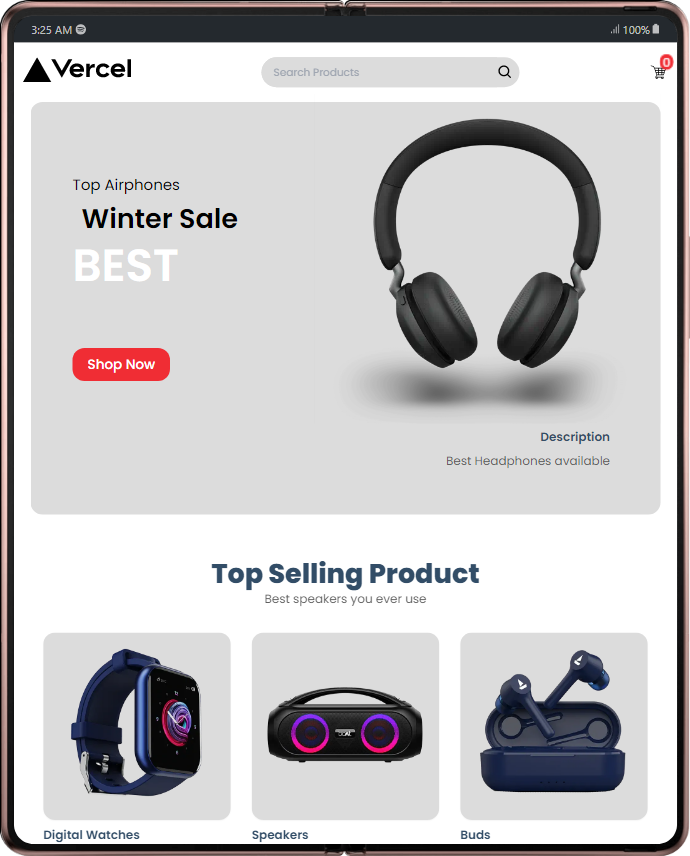 3:25 AM
100%
Vercel
Search Products
0
Top Airphones
Winter Sale
BEST
Shop Now
Description
Best Headphones available
Top Selling Product
Best speakers you ever use
Digital Watches
Speakers
Buds